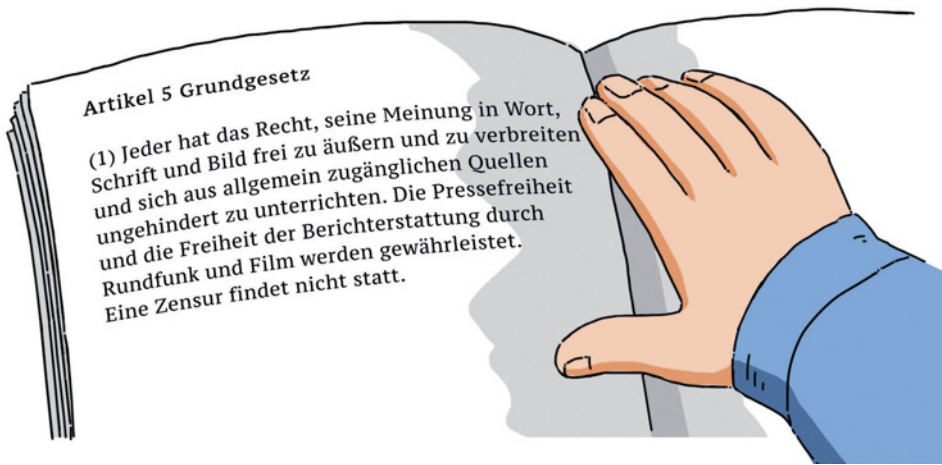 Artikel 5 Grundgesetz
(1) Jeder hat das Recht, seine Meinung in Wort,
Schrift und Bild frei zu äußern und zu verbreiten
und sich aus allgemein zugänglichen Quellen
ungehindert zu unterrichten. Die Pressefreiheit
und die Freiheit der Berichterstattung durch
Rundfunk und Film werden gewährleistet.
Eine Zensur findet nicht statt.